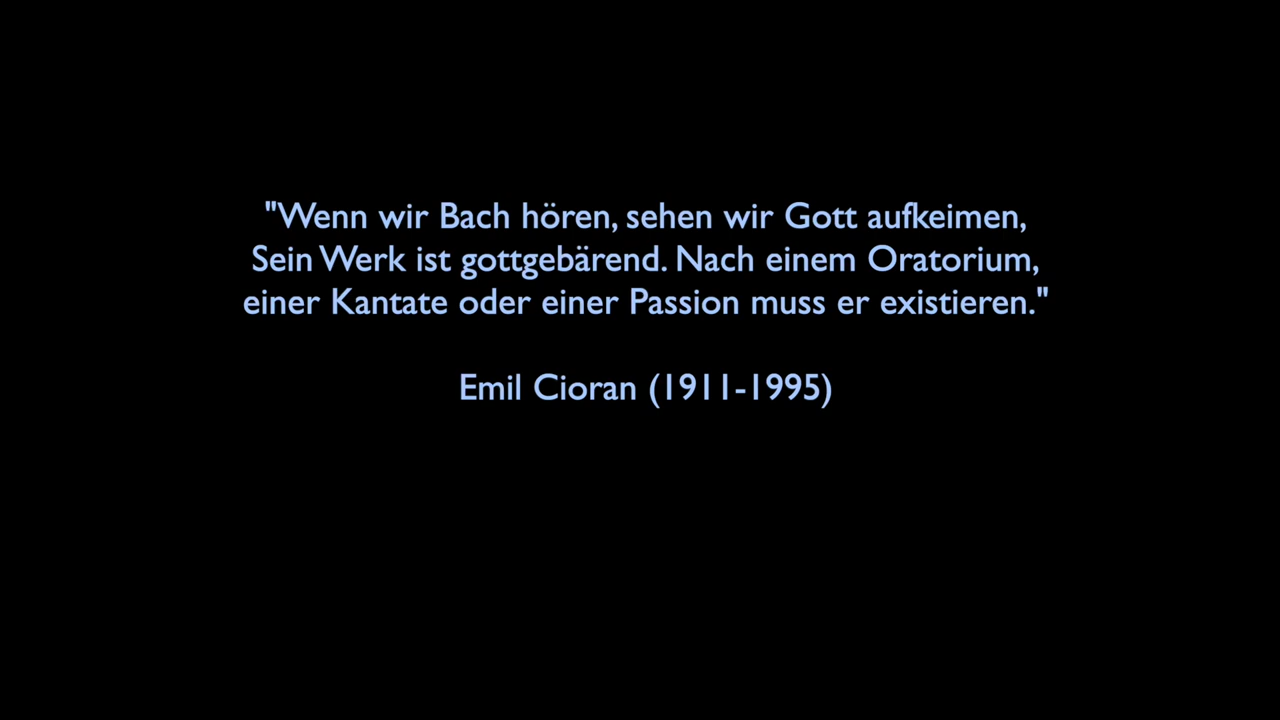 "Wenn wir Bach hören, sehen wir Gott aufkeimen,
Sein Werk ist gottgebärend. Nach einem Oratorium,
einer Kantate oder einer Passion muss er existieren."
Emil Cioran (1911-1995)